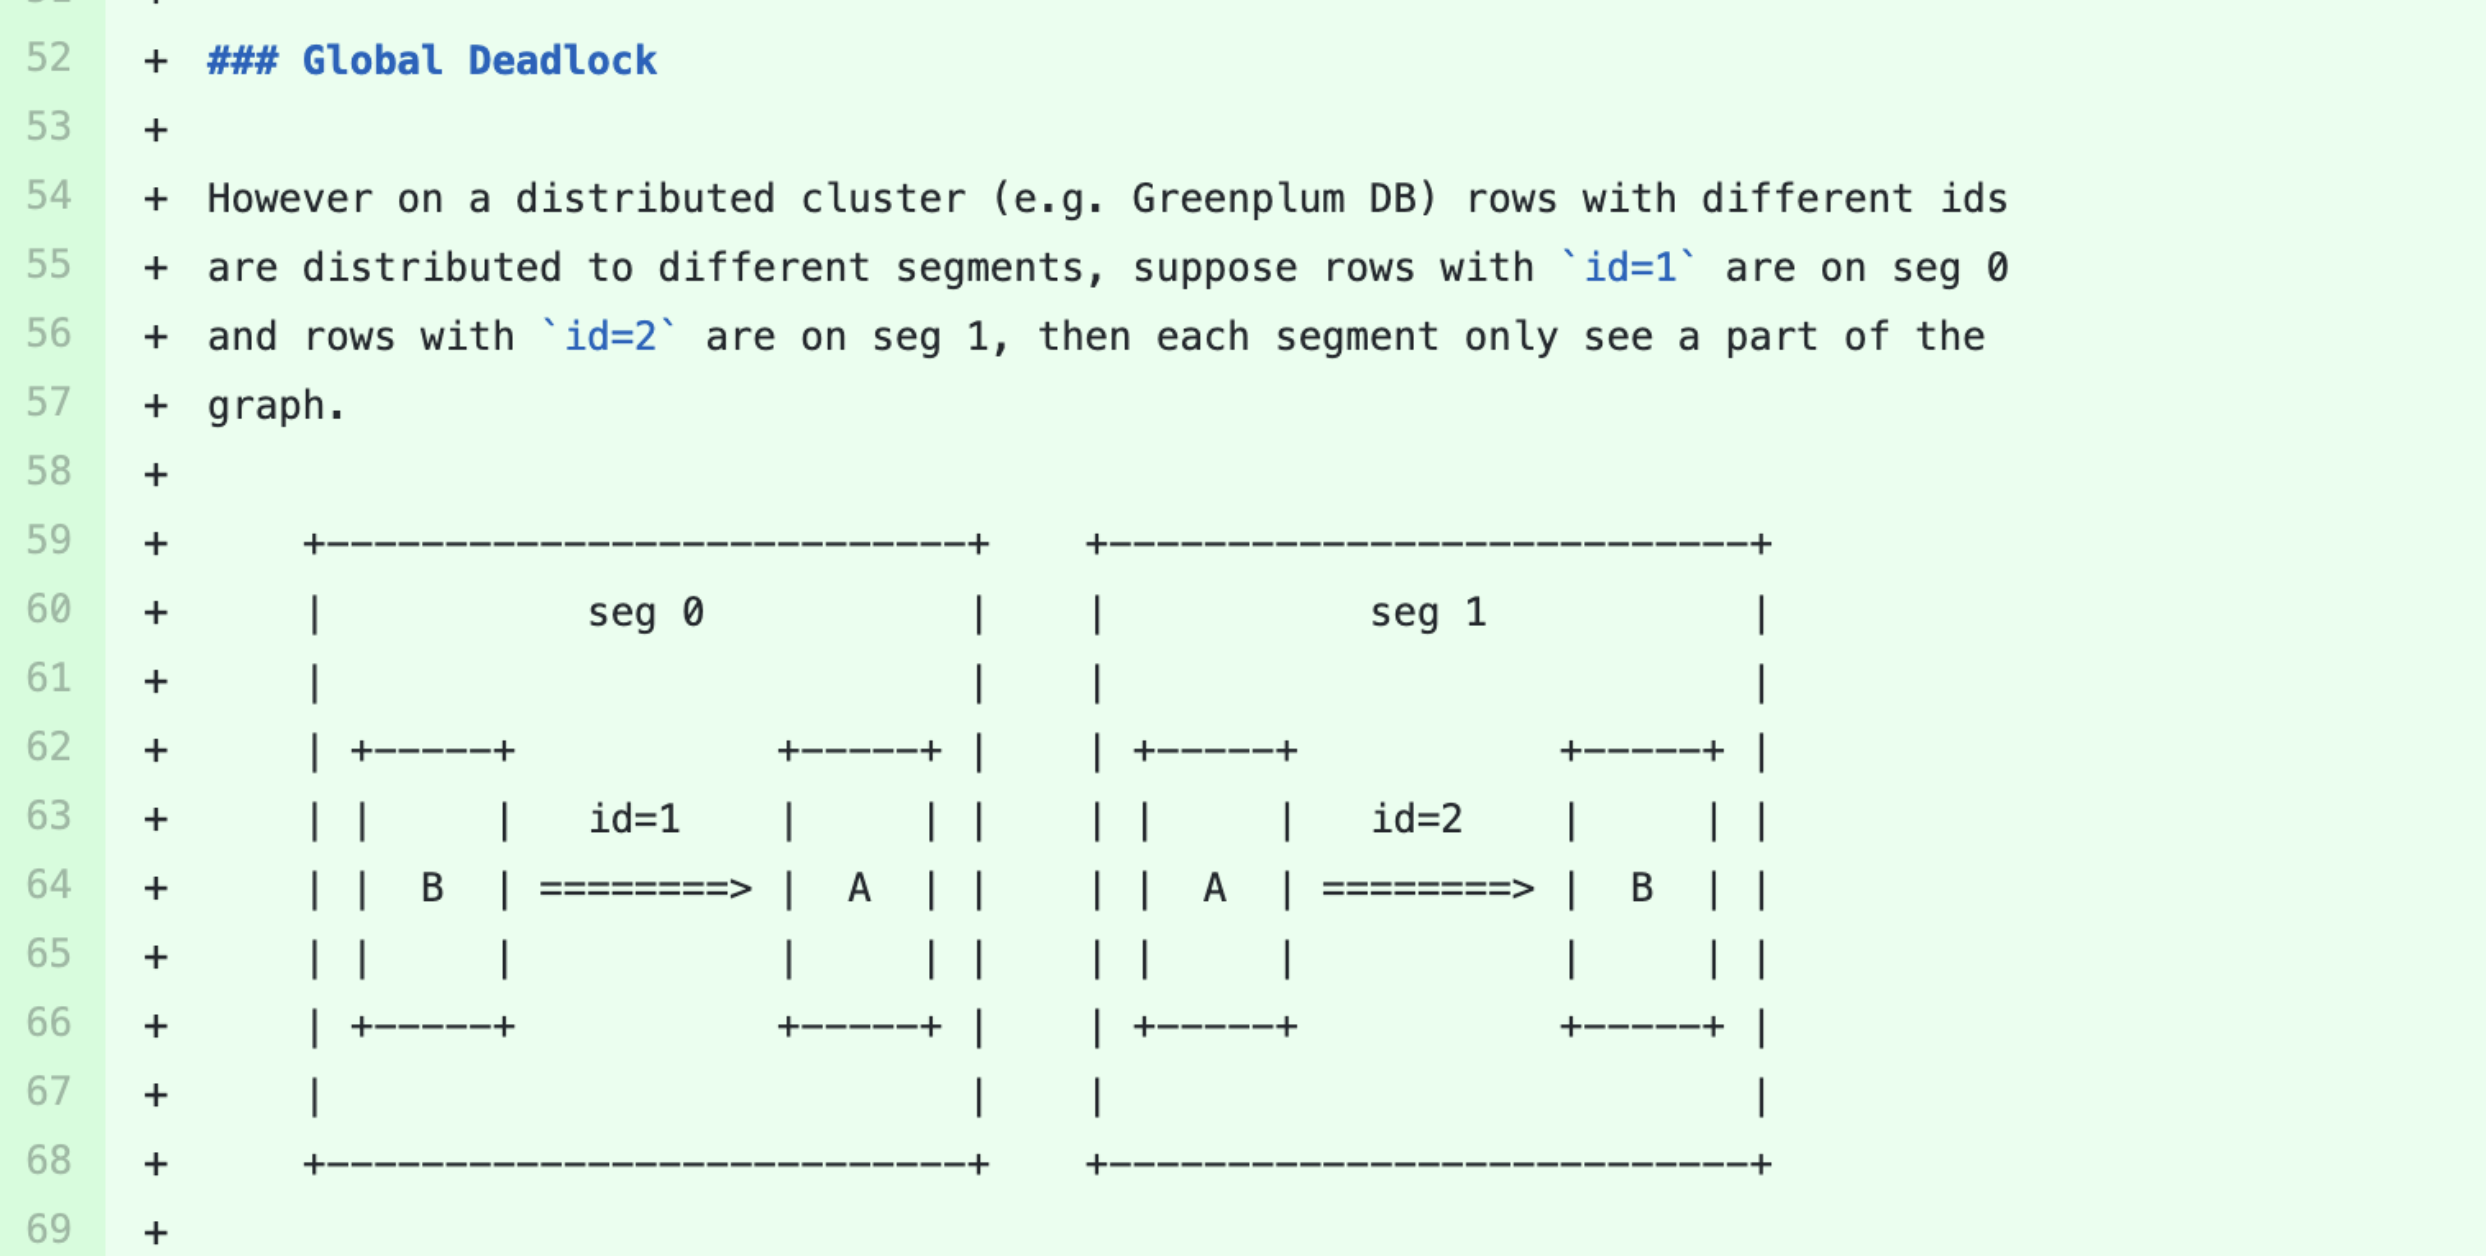 52 + ### Global Deadlock
53 +
54 + However on a distributed cluster (e.g. Greenplum DB) rows with different ids
55 + are distributed to different segments, suppose rows with `id=1` are on seg 0
56 + and rows with `id=2` are on seg 1, then each segment only see a part of the
57 + graph.
58 +
59 +     +---------------------------+    +---------------------------+
60 +     |           seg 0           |    |           seg 1           |
61 +     |                           |    |                           |
62 +     | +-----+           +-----+ |    | +-----+           +-----+ |
63 +     | |     |   id=1    |     | |    | |     |   id=2    |     | |
64 +     | |  B  | ========> |  A  | |    | |  A  | ========> |  B  | |
65 +     | |     |           |     | |    | |     |           |     | |
66 +     | +-----+           +-----+ |    | +-----+           +-----+ |
67 +     |                           |    |                           |
68 +     +---------------------------+    +---------------------------+
69 +